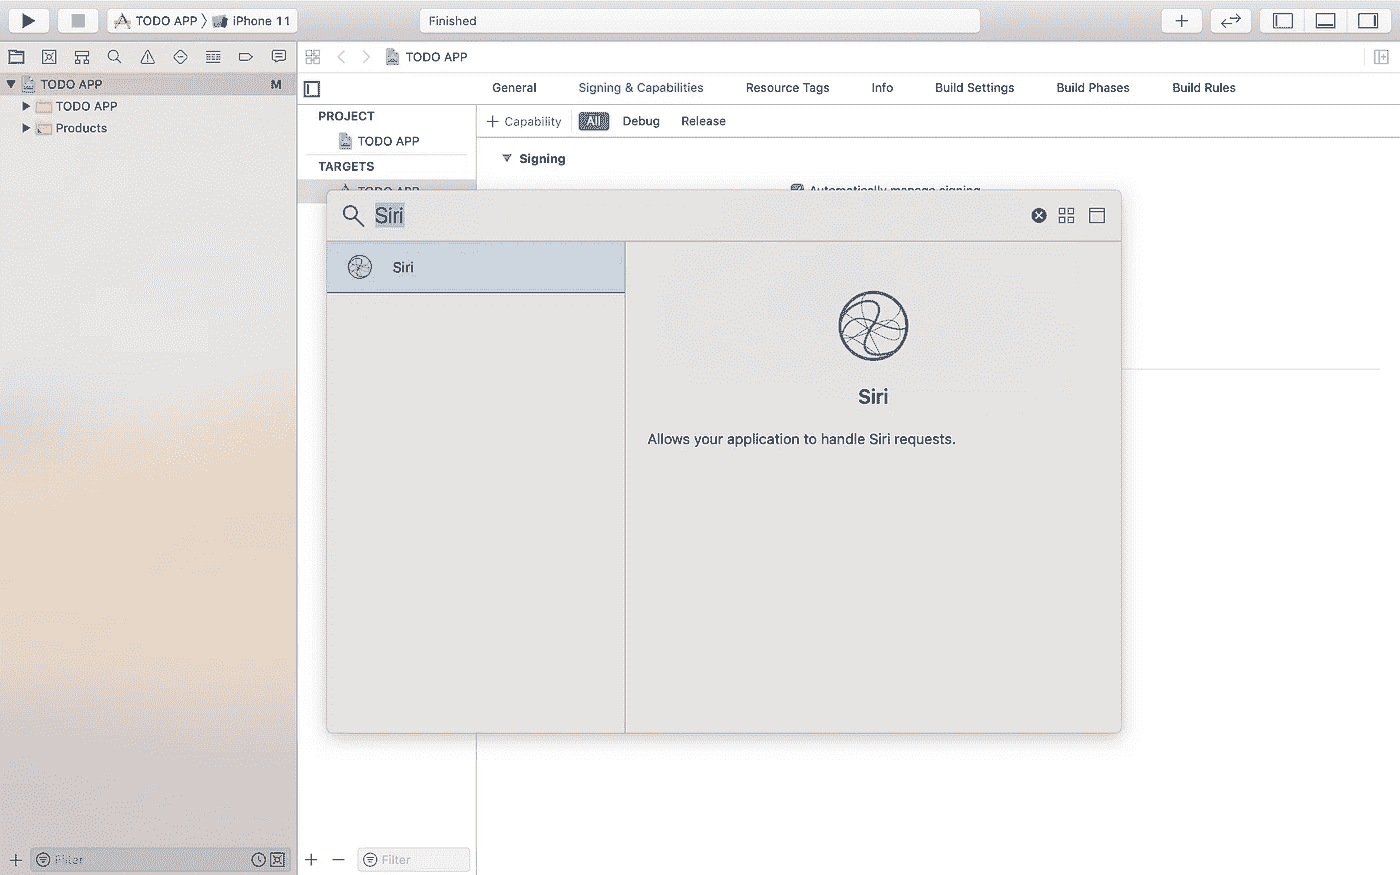 TODO APP 〉 iPhone 11
Finished
TODO APP
TODO APP M
General Signing & Capabilities Resource Tags Info Build Settings Build Phases Build Rules
TODO APP
Products
PROJECT
TODO APP
TARGETS
TODO APP
+ Capability All Debug Release
Signing
Automatically manage signing
Siri
Siri
Siri
Allows your application to handle Siri requests.
Filter
Filter